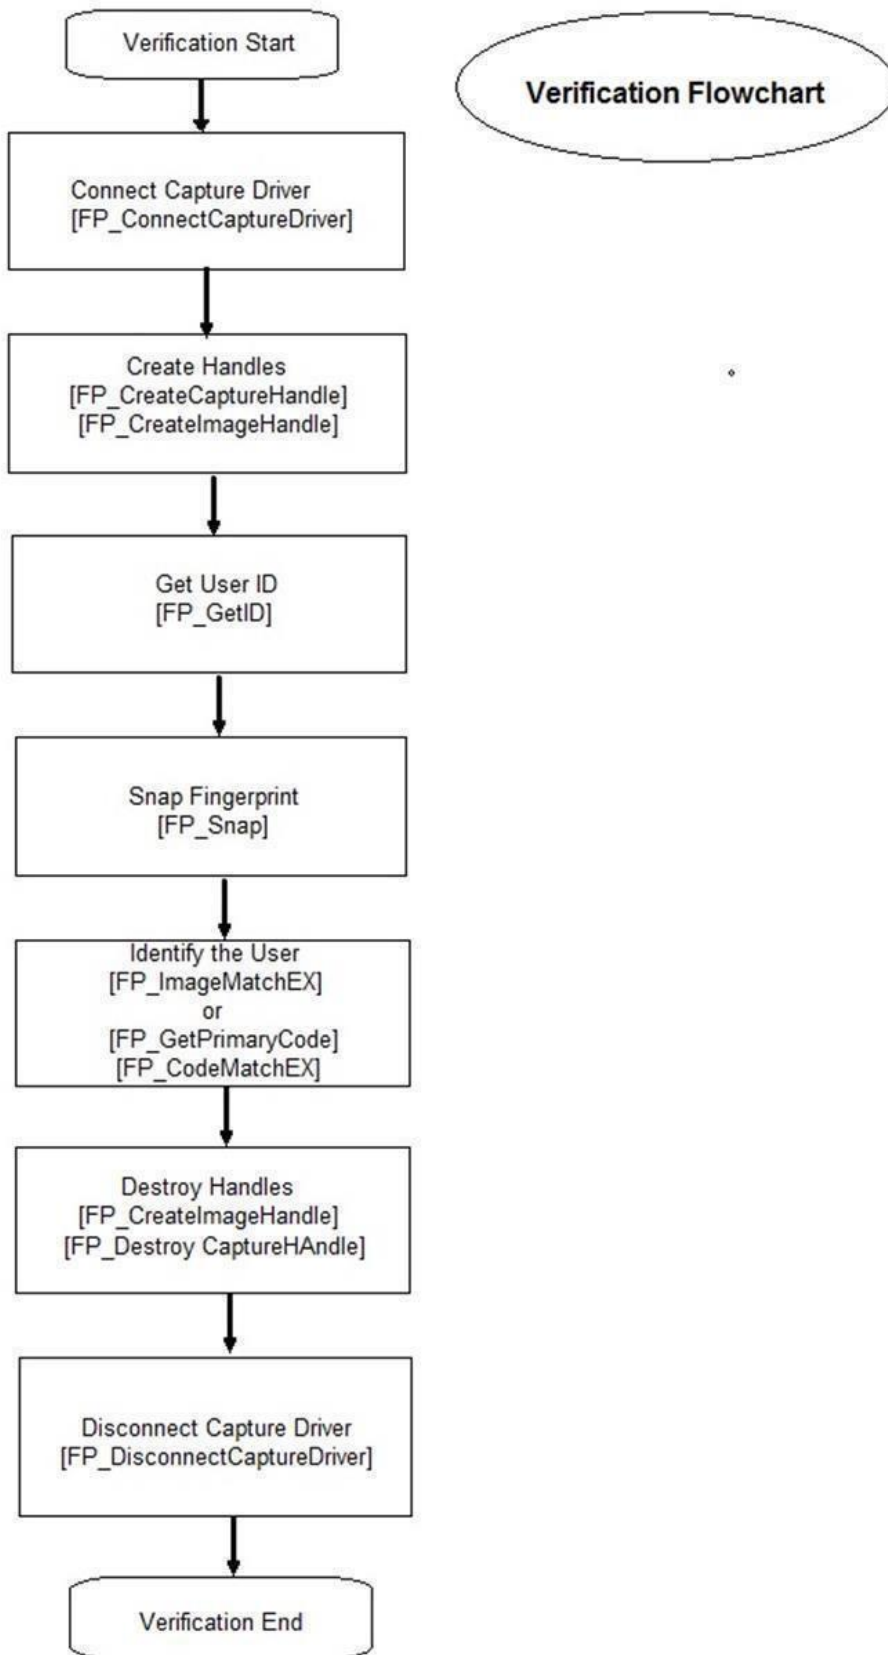 Verification Start
Verification Flowchart
Connect Capture Driver
[FP_ConnectCaptureDriver]
Create Handles
[FP_CreateCaptureHandle]
[FP_CreateImageHandle]
Get User ID
[FP_GetID]
Snap Fingerprint
[FP_Snap]
Identify the User
[FP_ImageMatchEX]
or
[FP_GetPrimaryCode]
[FP_CodeMatchEX]
Destroy Handles
[FP_CreateImageHandle]
[FP_Destroy CaptureHAndle]
Disconnect Capture Driver
[FP_DisconnectCaptureDriver]
Verification End